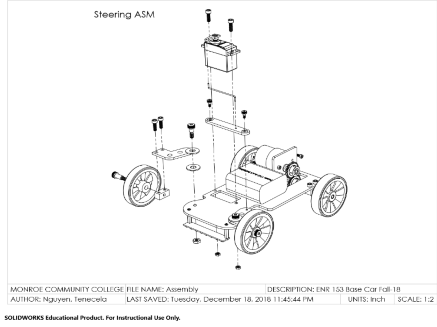 Steering ASM
MONROE COMMUNITY COLLEGE FILE NAME: Assembly DESCRIPTION: ENR 153 Base Car Fall-18
AUTHOR: Nguyen, Tenecela LAST SAVED: Tuesday, December 18, 2018 11:45:44 PM UNITS: Inch SCALE: 1:2
SOLIDWORKS Educational Product. For Instructional Use Only.